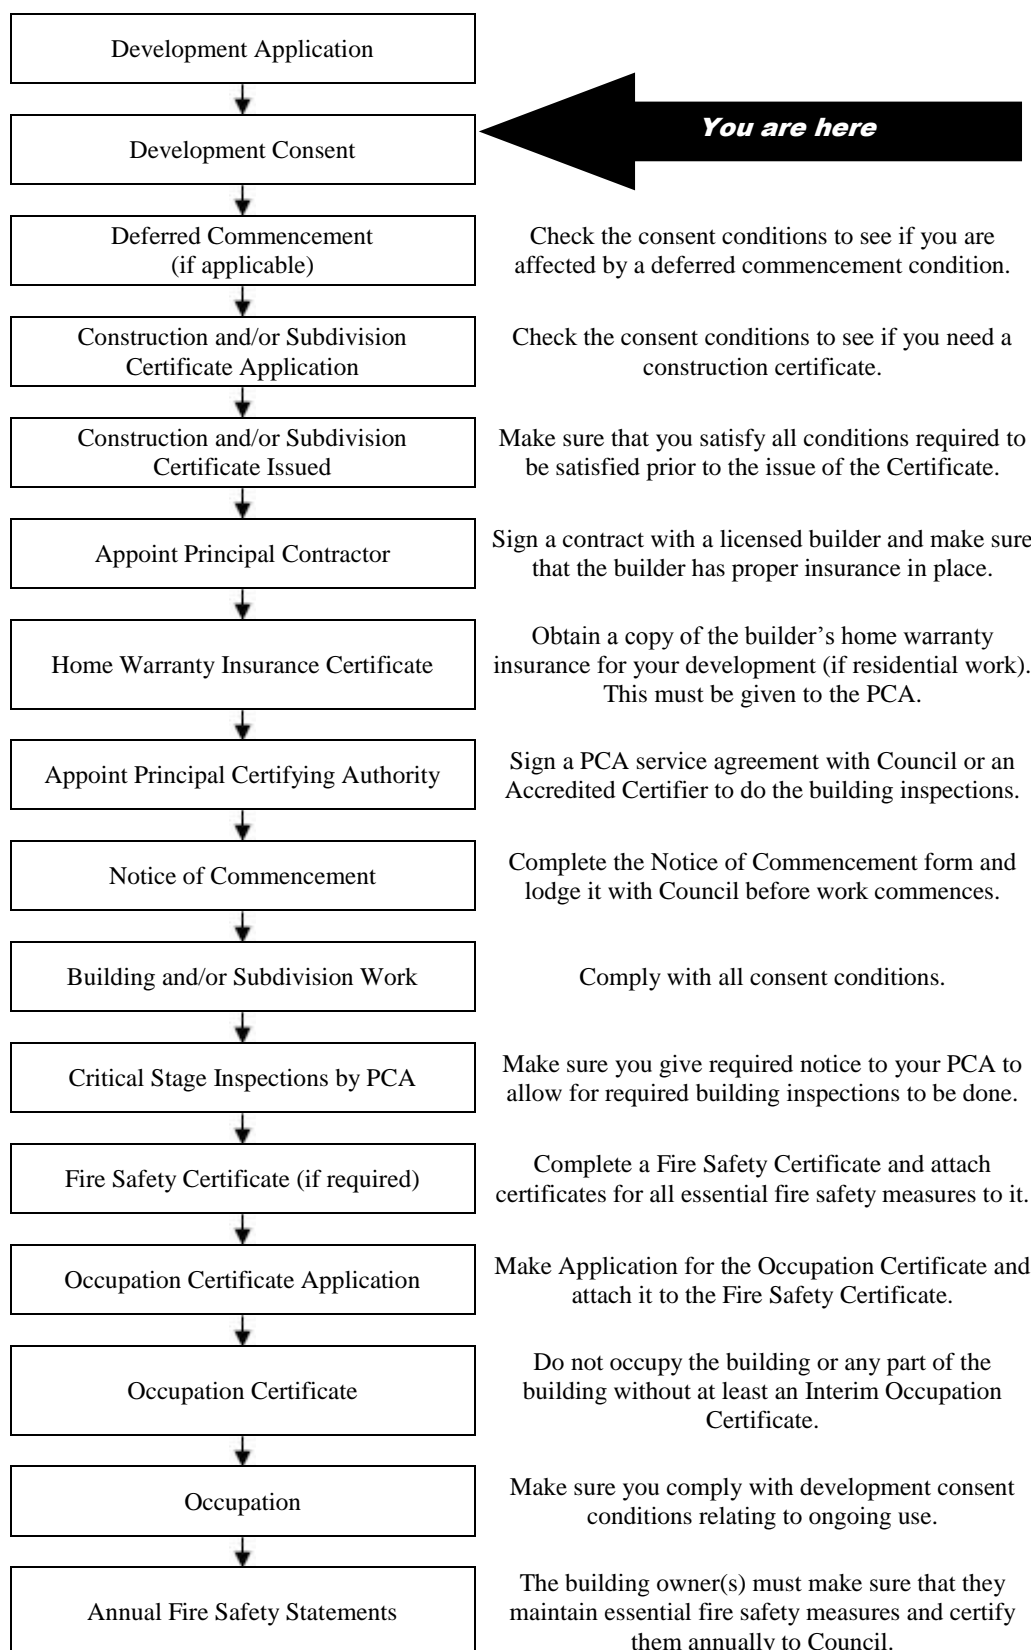 Development Application
Development Consent
You are here
Deferred Commencement
(if applicable)
Check the consent conditions to see if you are
affected by a deferred commencement condition.
Construction and/or Subdivision
Certificate Application
Check the consent conditions to see if you need a
construction certificate.
Construction and/or Subdivision
Certificate Issued
Make sure that you satisfy all conditions required to
be satisfied prior to the issue of the Certificate.
Appoint Principal Contractor
Sign a contract with a licensed builder and make sure
that the builder has proper insurance in place.
Home Warranty Insurance Certificate
Obtain a copy of the builder’s home warranty
insurance for your development (if residential work).
This must be given to the PCA.
Appoint Principal Certifying Authority
Sign a PCA service agreement with Council or an
Accredited Certifier to do the building inspections.
Notice of Commencement
Complete the Notice of Commencement form and
lodge it with Council before work commences.
Building and/or Subdivision Work
Comply with all consent conditions.
Critical Stage Inspections by PCA
Make sure you give required notice to your PCA to
allow for required building inspections to be done.
Fire Safety Certificate (if required)
Complete a Fire Safety Certificate and attach
certificates for all essential fire safety measures to it.
Occupation Certificate Application
Make Application for the Occupation Certificate and
attach it to the Fire Safety Certificate.
Occupation Certificate
Do not occupy the building or any part of the
building without at least an Interim Occupation
Certificate.
Occupation
Make sure you comply with development consent
conditions relating to ongoing use.
Annual Fire Safety Statements
The building owner(s) must make sure that they
maintain essential fire safety measures and certify
them annually to Council.